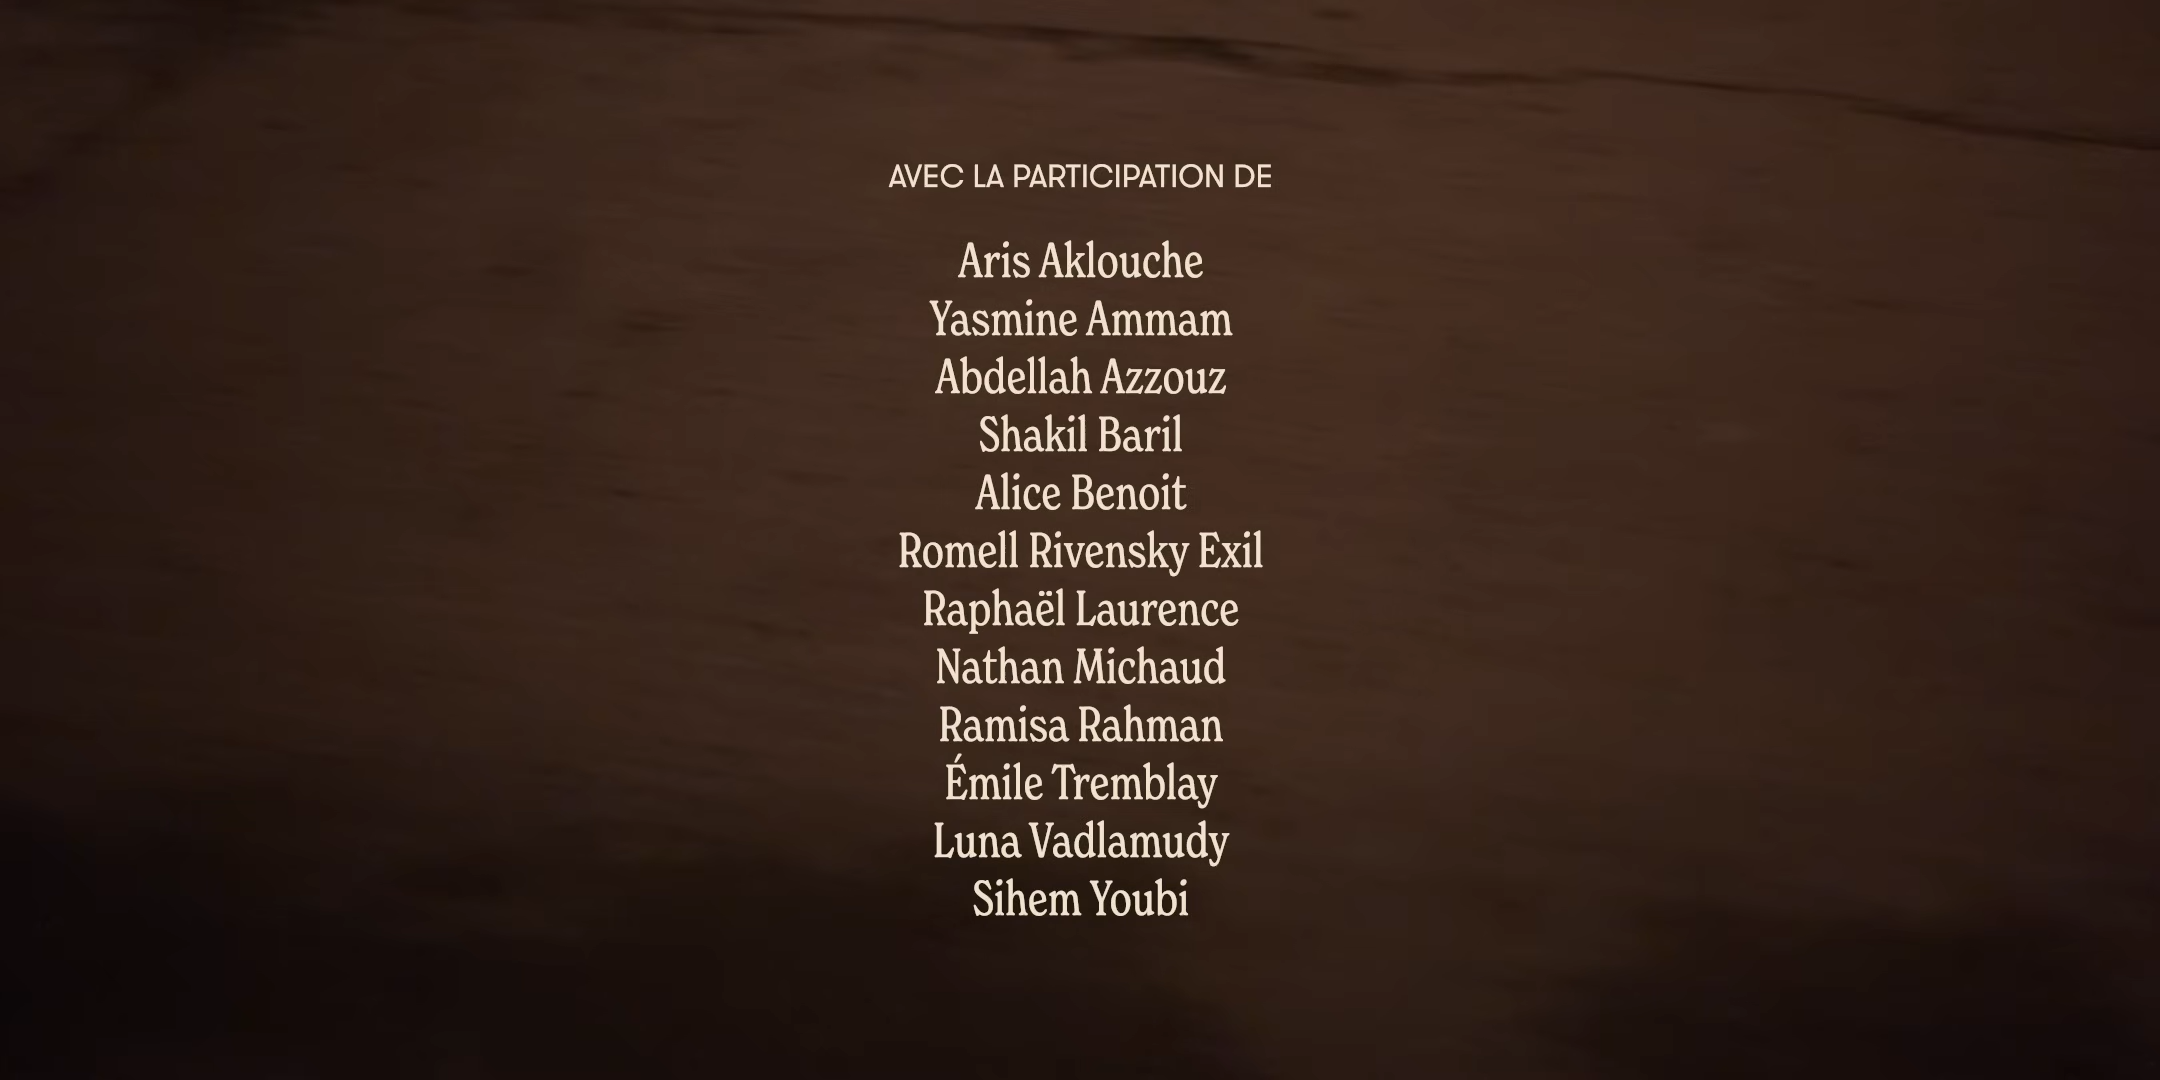 AVEC LA PARTICIPATION DE
Aris Aklouche
Yasmine Ammam
Abdellah Azzouz
Shakil Baril
Alice Benoit
Romell Rivensky Exil
Raphaël Laurence
Nathan Michaud
Ramisa Rahman
Émile Tremblay
Luna Vadlamudy
Sihem Youbi